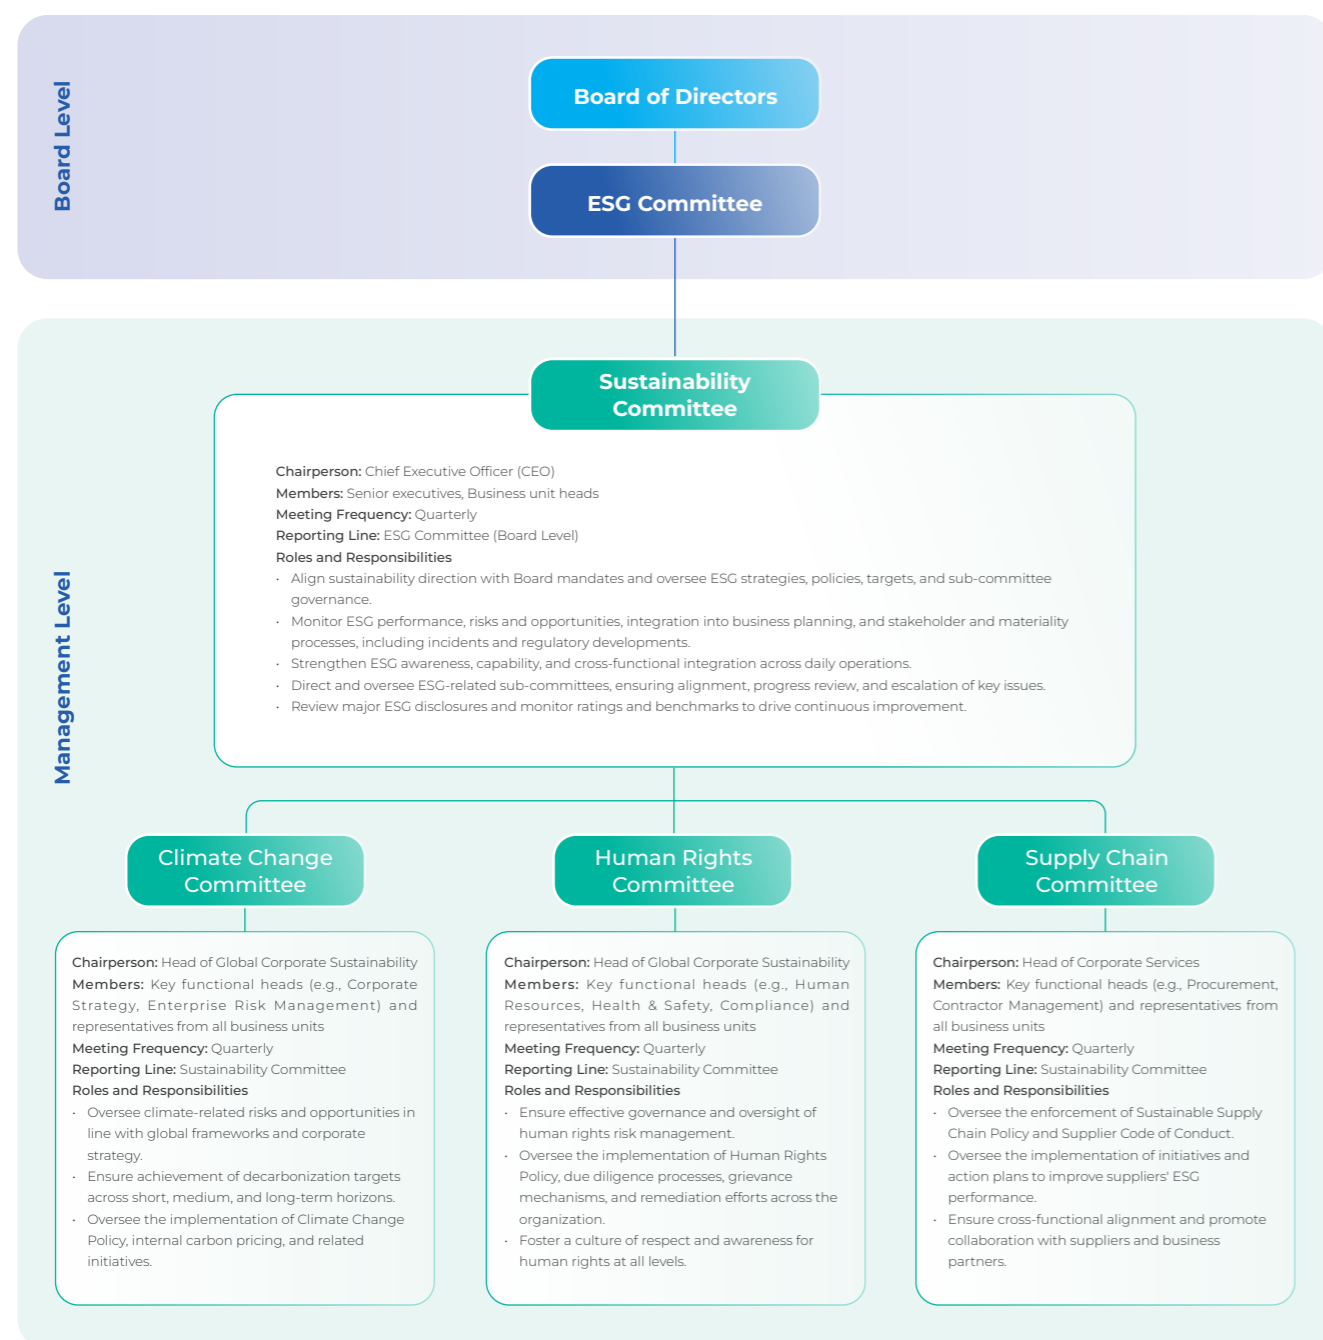 Board Level
Board of Directors
ESG Committee
Management Level
Sustainability
Committee
Chairperson: Chief Executive Officer (CEO)
Members: Senior executives, Business unit heads
Meeting Frequency: Quarterly
Reporting Line: ESG Committee (Board Level)
Roles and Responsibilities
· Align sustainability direction with Board mandates and oversee ESG strategies, policies, targets, and sub-committee
governance.
· Monitor ESG performance, risks and opportunities, integration into business planning, and stakeholder and materiality
processes, including incidents and regulatory developments.
· Strengthen ESG awareness, capability, and cross-functional integration across daily operations.
· Direct and oversee ESG-related sub-committees, ensuring alignment, progress review, and escalation of key issues.
· Review major ESG disclosures and monitor ratings and benchmarks to drive continuous improvement.
Climate Change
Committee
Chairperson: Head of Global Corporate Sustainability
Members: Key functional heads (e.g., Corporate
Strategy, Enterprise Risk Management) and
representatives from all business units
Meeting Frequency: Quarterly
Reporting Line: Sustainability Committee
Roles and Responsibilities
· Oversee climate-related risks and opportunities in
line with global frameworks and corporate
strategy.
· Ensure achievement of decarbonization targets
across short, medium, and long-term horizons.
· Oversee the implementation of Climate Change
Policy, internal carbon pricing, and related
initiatives.
Human Rights
Committee
Chairperson: Head of Global Corporate Sustainability
Members: Key functional heads (e.g., Human
Resources, Health & Safety, Compliance) and
representatives from all business units
Meeting Frequency: Quarterly
Reporting Line: Sustainability Committee
Roles and Responsibilities
· Ensure effective governance and oversight of
human rights risk management.
· Oversee the implementation of Human Rights
Policy, due diligence processes, grievance
mechanisms, and remediation efforts across the
organization.
· Foster a culture of respect and awareness for
human rights at all levels.
Supply Chain
Committee
Chairperson: Head of Corporate Services
Members: Key functional heads (e.g., Procurement,
Contractor Management) and representatives from
all business units
Meeting Frequency: Quarterly
Reporting Line: Sustainability Committee
Roles and Responsibilities
· Oversee the enforcement of Sustainable Supply
Chain Policy and Supplier Code of Conduct.
· Oversee the implementation of initiatives and
action plans to improve suppliers' ESG
performance.
· Ensure cross-functional alignment and promote
collaboration with suppliers and business
partners.